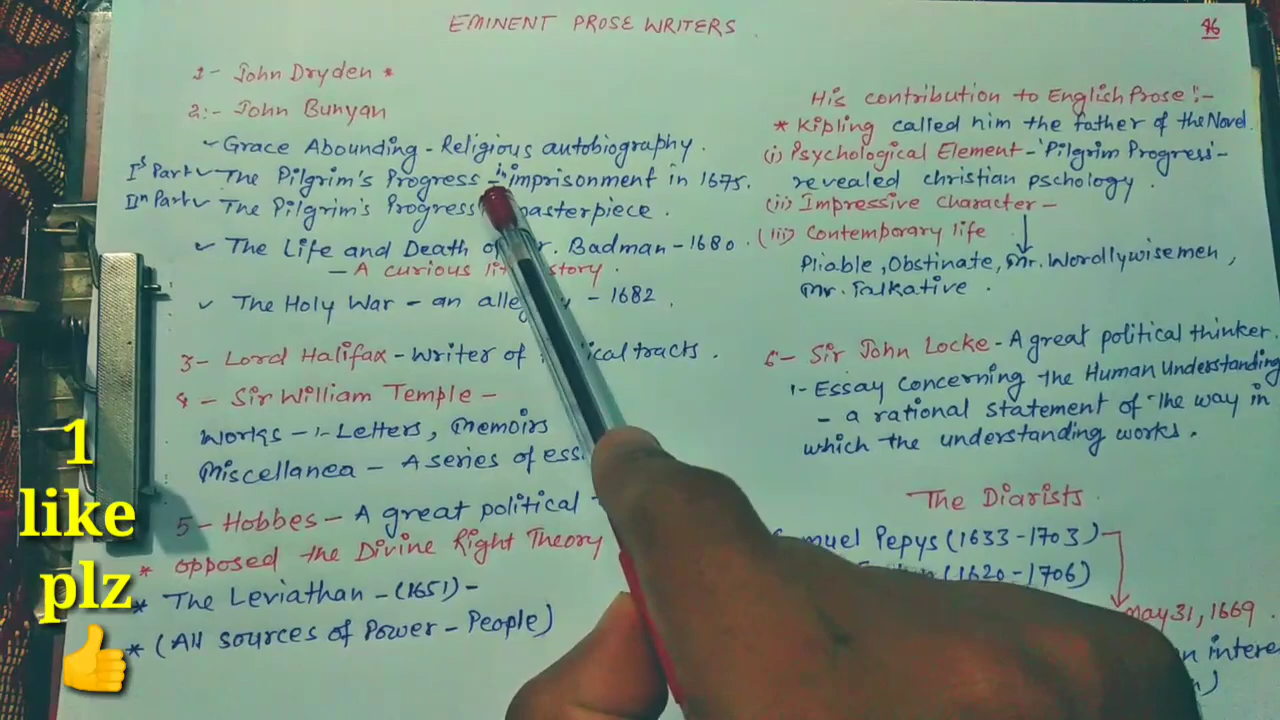 EMINENT PROSE WRITERS
96
1- John Dryden *
2:- John Bunyan
Grace Abounding - Religious autobiography.
Ist Part The Pilgrim's Progress - in imprisonment in 1675.
IInd Part The Pilgrim's Progress masterpiece.
The Life and Death of Mr. Badman - 1680.
- A curious story.
The Holy War - an - 1682.
3- Lord Halifax - Writer of tracts.
4 - Sir William Temple -
Works - 1- Letters, Memoirs
Miscellanea - A series of
5 - Hobbes - A great political
* opposed the Divine Right Theory
* The Leviathan - (1651) -
* (All sources of Power - People)
His contribution to English Prose :-
* Kipling called him the father of the Novel.
(i) Psychological Element - 'Pilgrim Progress' -
revealed christian pschology.
(ii) Impressive character -
(iii) Contemporary life
Pliable, Obstinate, Mr. Wordlywisemen,
Mr. Talkative.
6- Sir John Locke - A great political thinker.
1- Essay concerning the Human Understanding
- a rational statement of the way in
which the understanding works.
The Diarists
Pepys (1633 - 1703)
(1620 - 1706)
May 31, 1669
1
like
plz